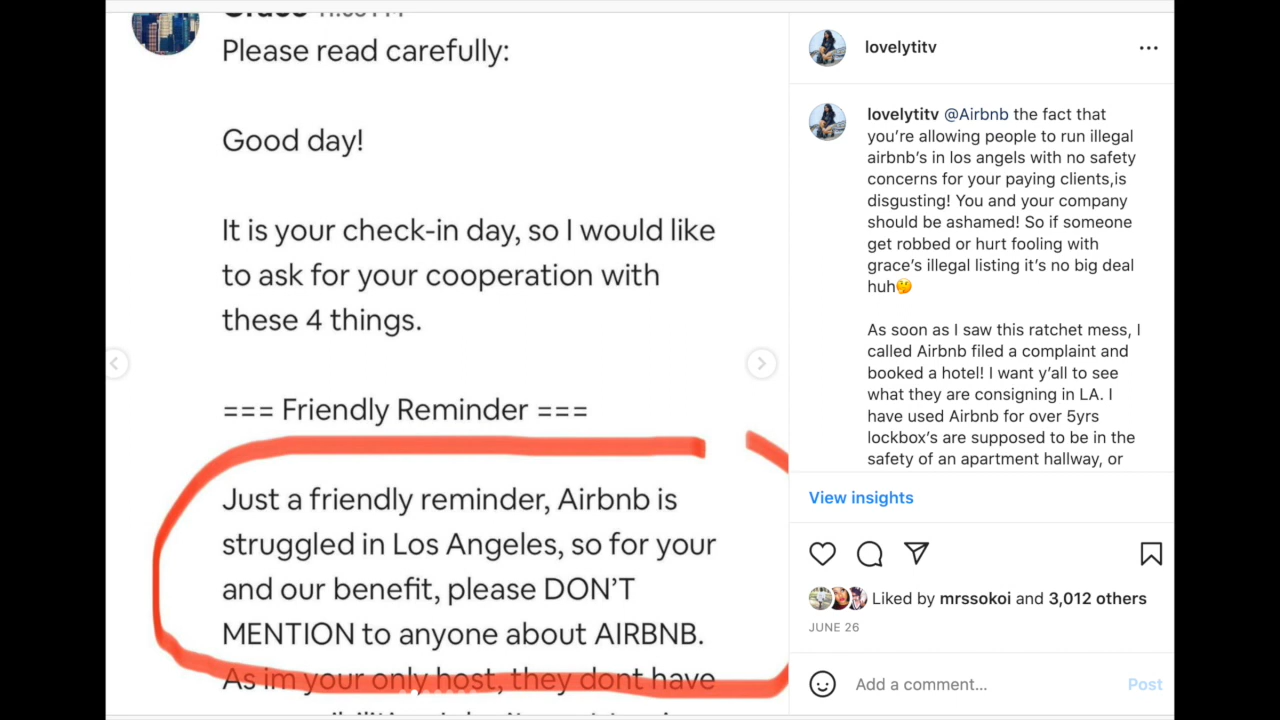 Please read carefully:
Good day!
It is your check-in day, so I would like
to ask for your cooperation with
these 4 things.
=== Friendly Reminder ===
Just a friendly reminder, Airbnb is
struggled in Los Angeles, so for your
and our benefit, please DON'T
MENTION to anyone about AIRBNB.
As im your only host, they dont have
lovelytitv
lovelytitv @Airbnb the fact that
you're allowing people to run illegal
airbnb's in los angels with no safety
concerns for your paying clients,is
disgusting! You and your company
should be ashamed! So if someone
get robbed or hurt fooling with
grace's illegal listing it's no big deal
huh🤔
As soon as I saw this ratchet mess, I
called Airbnb filed a complaint and
booked a hotel! I want y'all to see
what they are consigning in LA. I
have used Airbnb for over 5yrs
lockbox's are supposed to be in the
safety of an apartment hallway, or
View insights
Liked by mrssokoi and 3,012 others
JUNE 26
Add a comment...
Post